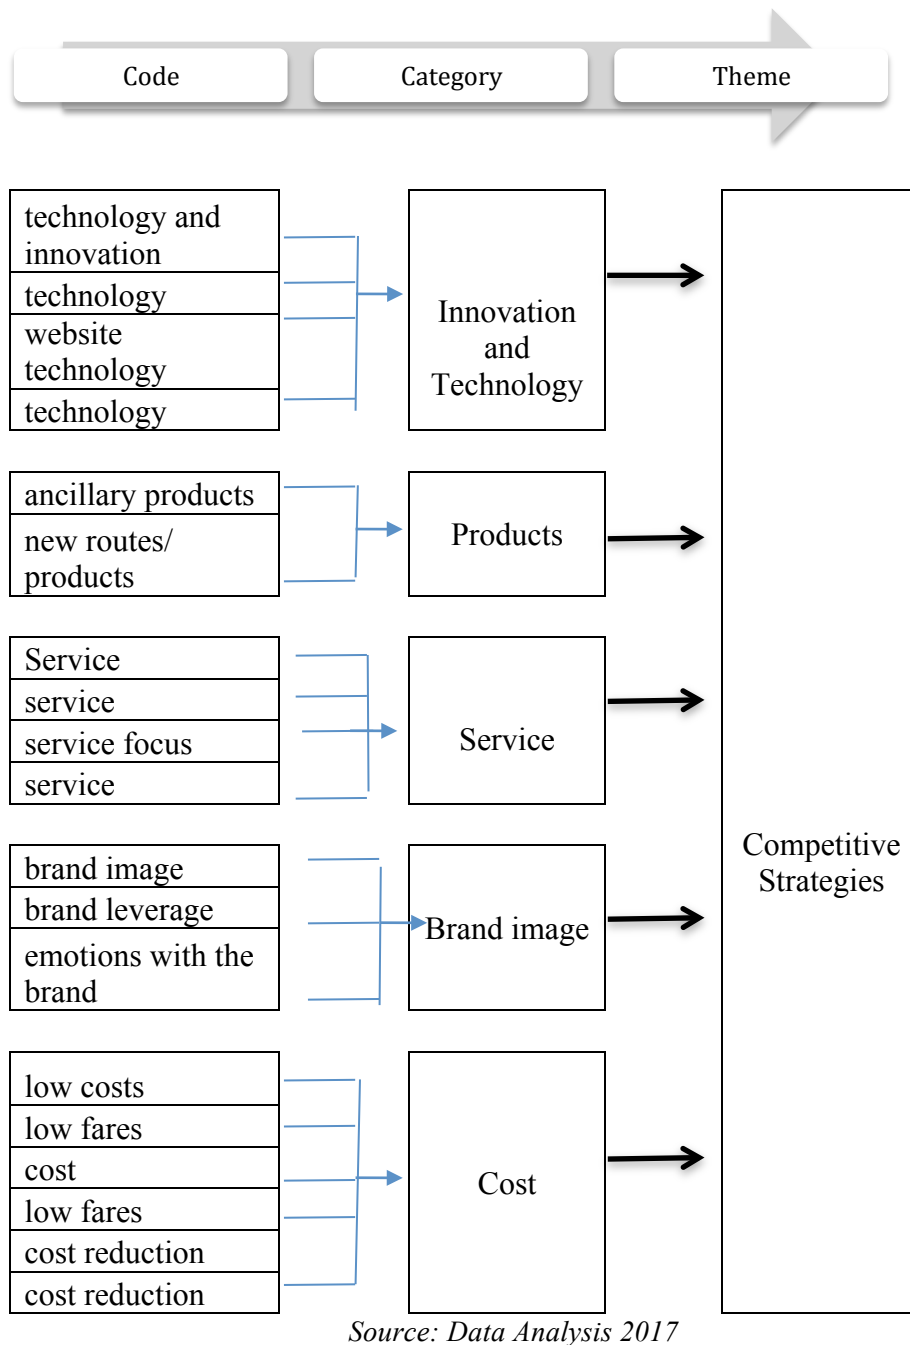 Code
Category
Theme
technology and
innovation
technology
website
technology
technology
Innovation
and
Technology
ancillary products
new routes/
products
Products
Service
service
service focus
service
Service
brand image
brand leverage
emotions with the
brand
Brand image
low costs
low fares
cost
low fares
cost reduction
cost reduction
Cost
Competitive
Strategies
Source: Data Analysis 2017